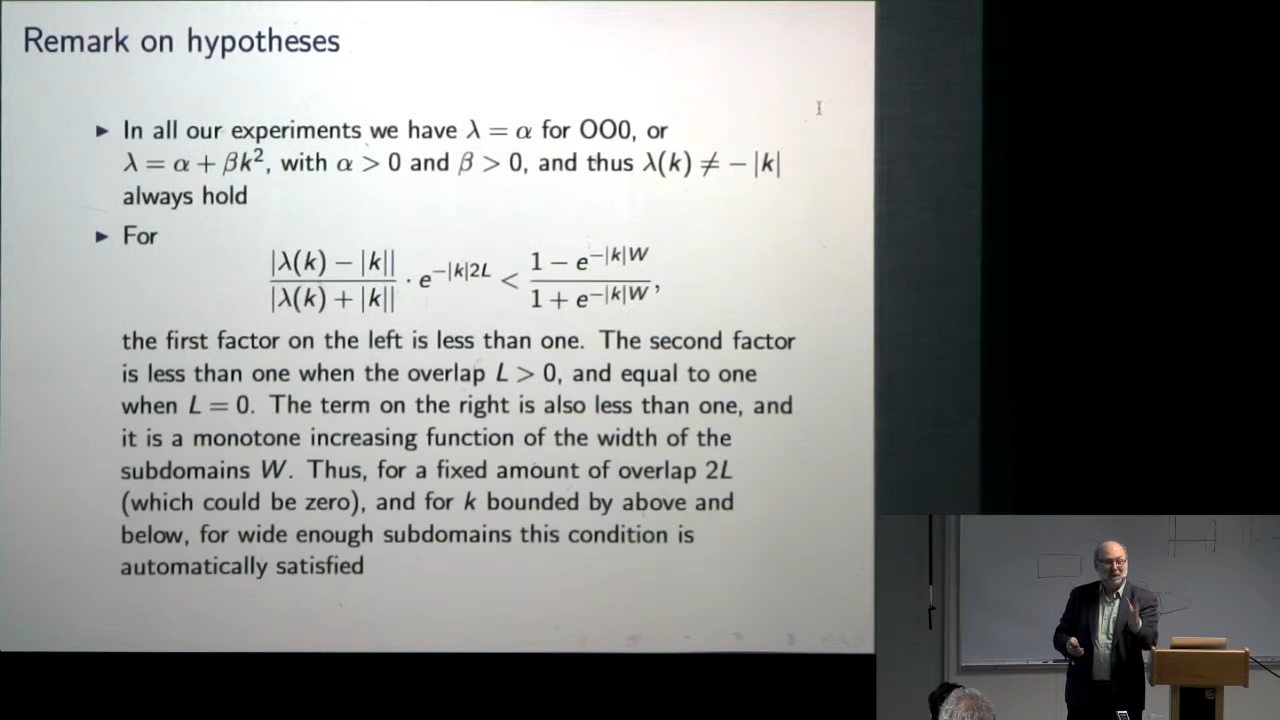 Remark on hypotheses
▶ In all our experiments we have λ = α for OO0, or
λ = α + βk², with α > 0 and β > 0, and thus λ(k) ≠ −|k|
always hold
▶ For
|λ(k) − |k|| / |λ(k) + |k|| · e^{−|k|2L} < (1 − e^{−|k|W}) / (1 + e^{−|k|W}),
the first factor on the left is less than one. The second factor
is less than one when the overlap L > 0, and equal to one
when L = 0. The term on the right is also less than one, and
it is a monotone increasing function of the width of the
subdomains W. Thus, for a fixed amount of overlap 2L
(which could be zero), and for k bounded by above and
below, for wide enough subdomains this condition is
automatically satisfied